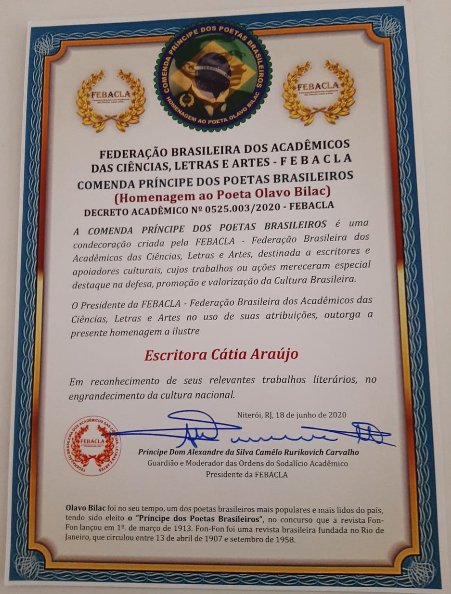 COMENDA PRÍNCIPE DOS POETAS BRASILEIROS
HOMENAGEM AO POETA OLAVO BILAC
FEBACLA
FEBACLA
FEDERAÇÃO BRASILEIRA DOS ACADÊMICOS
DAS CIÊNCIAS, LETRAS E ARTES - F E B A C L A
COMENDA PRÍNCIPE DOS POETAS BRASILEIROS
(Homenagem ao Poeta Olavo Bilac)
DECRETO ACADÊMICO Nº 0525.003/2020 - FEBACLA
A COMENDA PRÍNCIPE DOS POETAS BRASILEIROS é uma
condecoração criada pela FEBACLA - Federação Brasileira dos
Acadêmicos das Ciências, Letras e Artes, destinada a escritores e
apoiadores culturais, cujos trabalhos ou ações mereceram especial
destaque na defesa, promoção e valorização da Cultura Brasileira.
O Presidente da FEBACLA - Federação Brasileira dos Acadêmicos das
Ciências, Letras e Artes no uso de suas atribuições, outorga a
presente homenagem a ilustre
Escritora Cátia Araújo
Em reconhecimento de seus relevantes trabalhos literários, no
engrandecimento da cultura nacional.
Niterói, RJ, 18 de junho de 2020
FEBACLA
Príncipe Dom Alexandre da Silva Camêlo Rurikovich Carvalho
Guardião e Moderador das Ordens do Sodalício Acadêmico
Presidente da FEBACLA
Olavo Bilac foi no seu tempo, um dos poetas brasileiros mais populares e mais lidos do país,
tendo sido eleito o "Príncipe dos Poetas Brasileiros", no concurso que a revista Fon-
Fon lançou em 1º. de março de 1913. Fon-Fon foi uma revista brasileira fundada no Rio de
Janeiro, que circulou entre 13 de abril de 1907 e setembro de 1958.